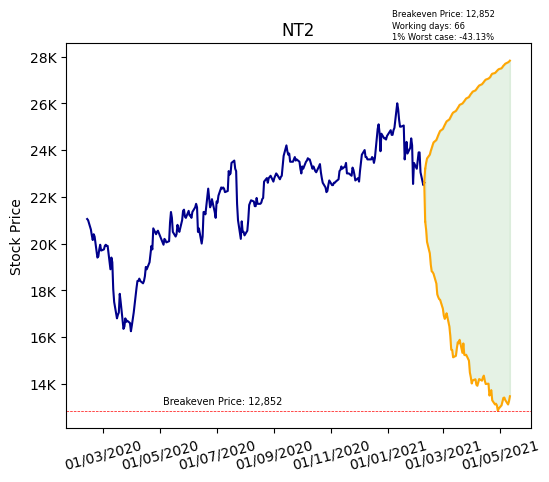 Breakeven Price: 12,852
Working days: 66
1% Worst case: -43.13%
NT2
Stock Price
28K
26K
24K
22K
20K
18K
16K
14K
Breakeven Price: 12,852
01/03/2020
01/05/2020
01/07/2020
01/09/2020
01/11/2020
01/01/2021
01/03/2021
01/05/2021